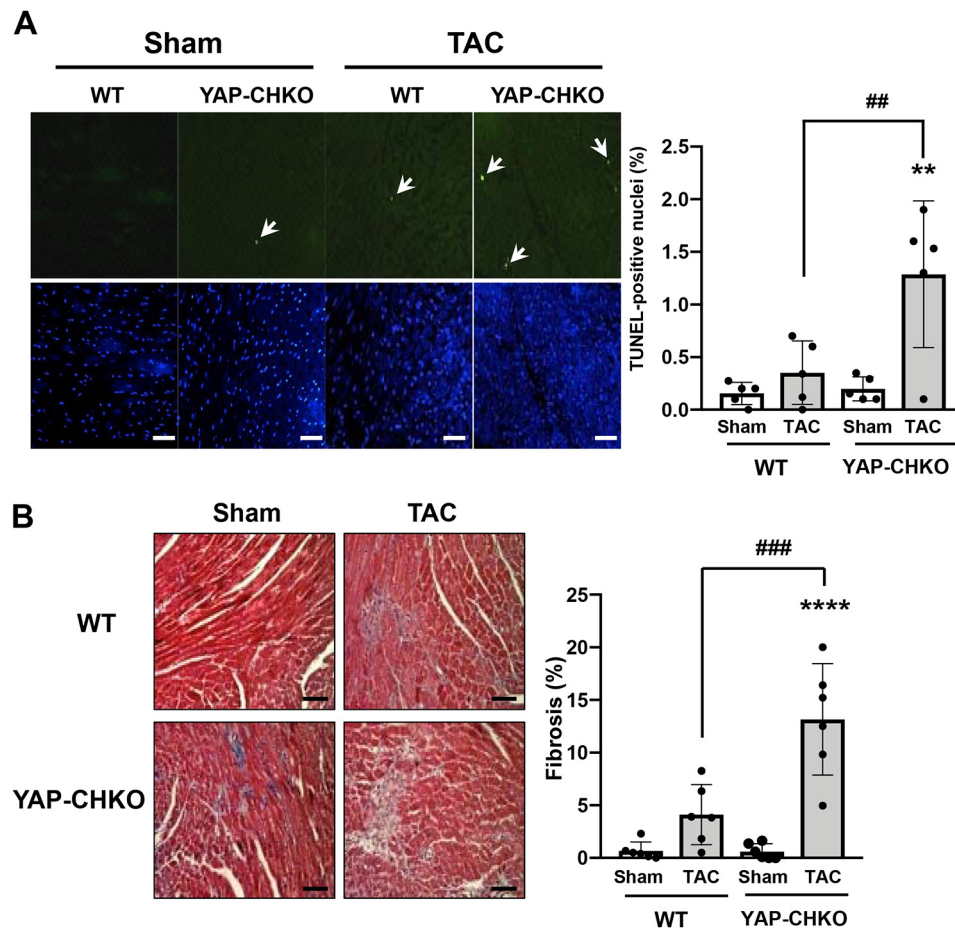 A
Sham TAC
WT YAP-CHKO WT YAP-CHKO
##
TUNEL-positive nuclei (%)
2.5
**
2.0
1.5
1.0
0.5
0.0
Sham TAC Sham TAC
WT YAP-CHKO
B
Sham TAC
WT
YAP-CHKO
###
Fibrosis (%)
25
****
20
15
10
5
0
Sham TAC Sham TAC
WT YAP-CHKO